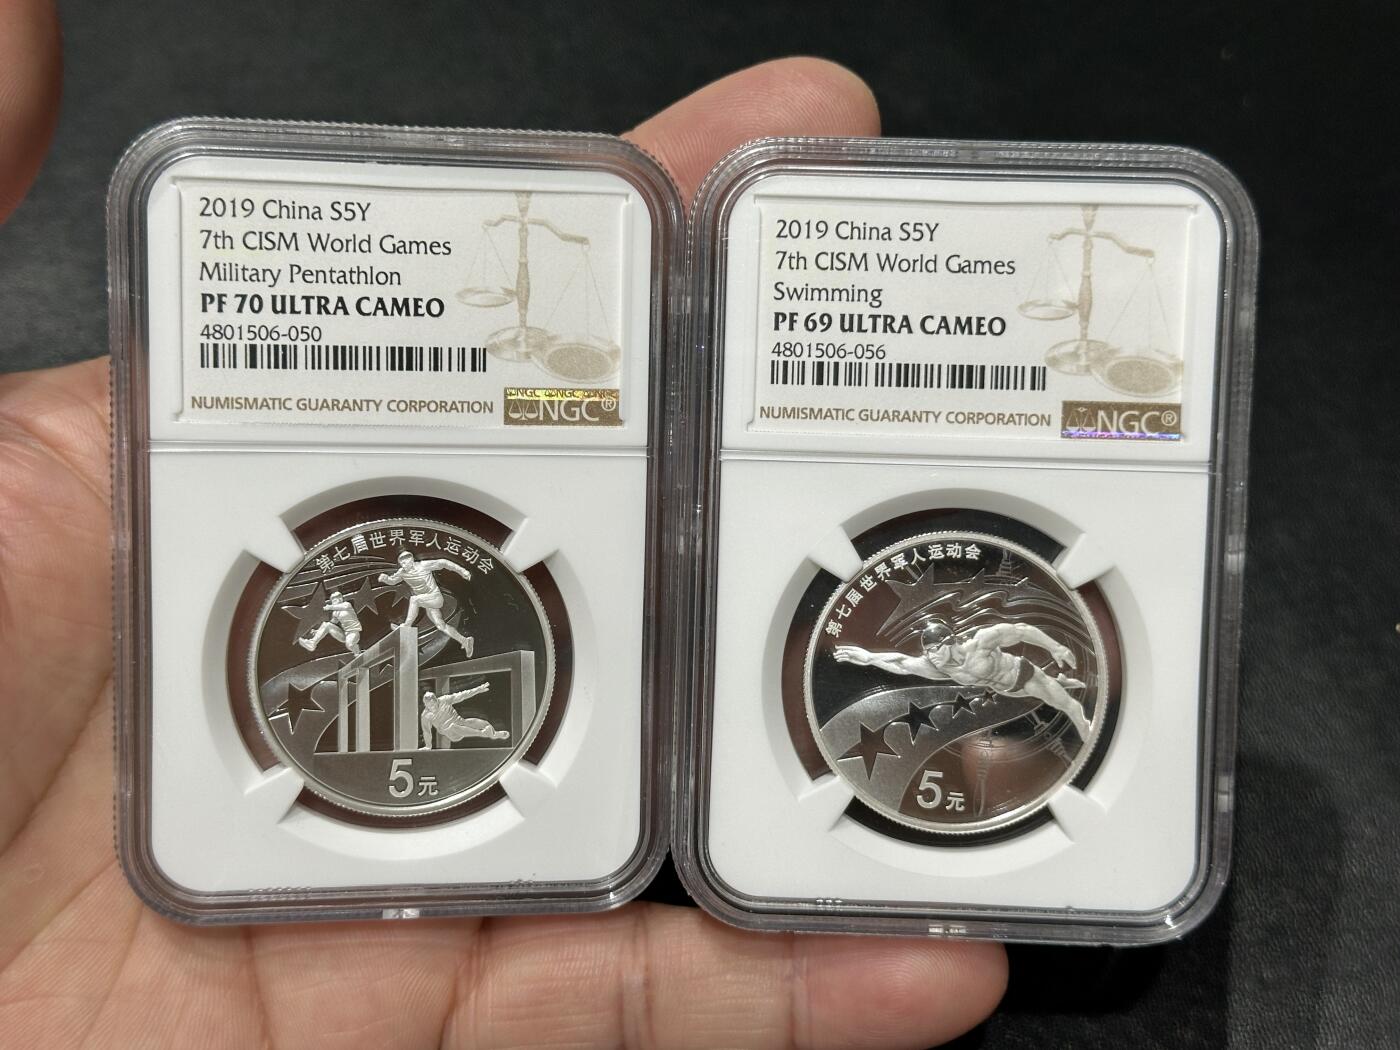 2019 China S5Y
7th CISM World Games
Military Pentathlon
PF 70 ULTRA CAMEO
4801506-050
NUMISMATIC GUARANTY CORPORATION
NGC NGC NGC
NGC®
第七届世界军人运动会
5元
2019 China S5Y
7th CISM World Games
Swimming
PF 69 ULTRA CAMEO
4801506-056
NUMISMATIC GUARANTY CORPORATION
NGC®
第七届世界军人运动会
5元